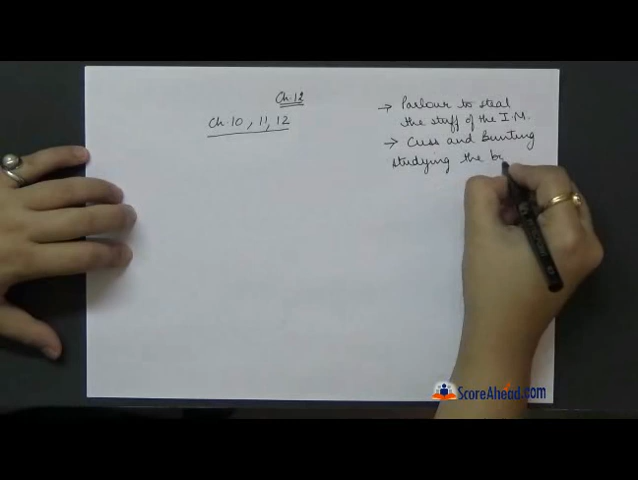 Ch.12
Ch.10, 11, 12
→ Parlour to steal
the stuff of the I.M.
→ Cuss and Bunting
studying the bo
ScoreAhead.com